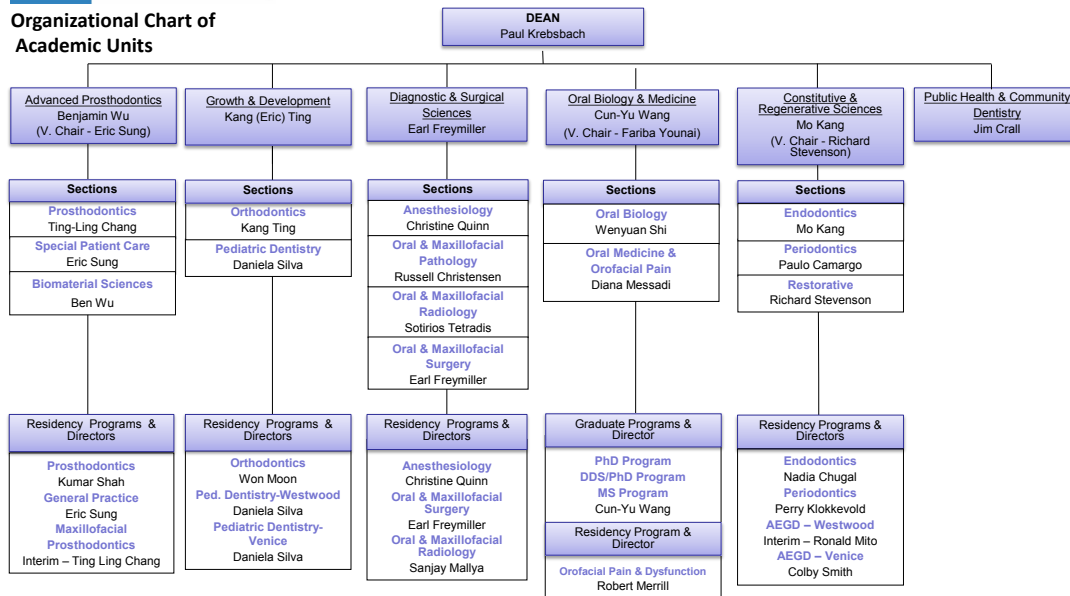 Organizational Chart of
Academic Units
DEAN
Paul Krebsbach
Advanced Prosthodontics
Benjamin Wu
(V. Chair - Eric Sung)
Growth & Development
Kang (Eric) Ting
Diagnostic & Surgical
Sciences
Earl Freymiller
Oral Biology & Medicine
Cun-Yu Wang
(V. Chair - Fariba Younai)
Constitutive &
Regenerative Sciences
Mo Kang
(V. Chair - Richard
Stevenson)
Public Health & Community
Dentistry
Jim Crall
Sections
Prosthodontics
Ting-Ling Chang
Special Patient Care
Eric Sung
Biomaterial Sciences
Ben Wu
Sections
Orthodontics
Kang Ting
Pediatric Dentistry
Daniela Silva
Sections
Anesthesiology
Christine Quinn
Oral & Maxillofacial
Pathology
Russell Christensen
Oral & Maxillofacial
Radiology
Sotirios Tetradis
Oral & Maxillofacial
Surgery
Earl Freymiller
Sections
Oral Biology
Wenyuan Shi
Oral Medicine &
Orofacial Pain
Diana Messadi
Sections
Endodontics
Mo Kang
Periodontics
Paulo Camargo
Restorative
Richard Stevenson
Residency Programs &
Directors
Prosthodontics
Kumar Shah
General Practice
Eric Sung
Maxillofacial
Prosthodontics
Interim – Ting Ling Chang
Residency Programs &
Directors
Orthodontics
Won Moon
Ped. Dentistry-Westwood
Daniela Silva
Pediatric Dentistry-
Venice
Daniela Silva
Residency Programs &
Directors
Anesthesiology
Christine Quinn
Oral & Maxillofacial
Surgery
Earl Freymiller
Oral & Maxillofacial
Radiology
Sanjay Mallya
Graduate Programs &
Director
PhD Program
DDS/PhD Program
MS Program
Cun-Yu Wang
Residency Program &
Director
Orofacial Pain & Dysfunction
Robert Merrill
Residency Programs &
Directors
Endodontics
Nadia Chugal
Periodontics
Perry Klokkevold
AEGD – Westwood
Interim – Ronald Mito
AEGD – Venice
Colby Smith